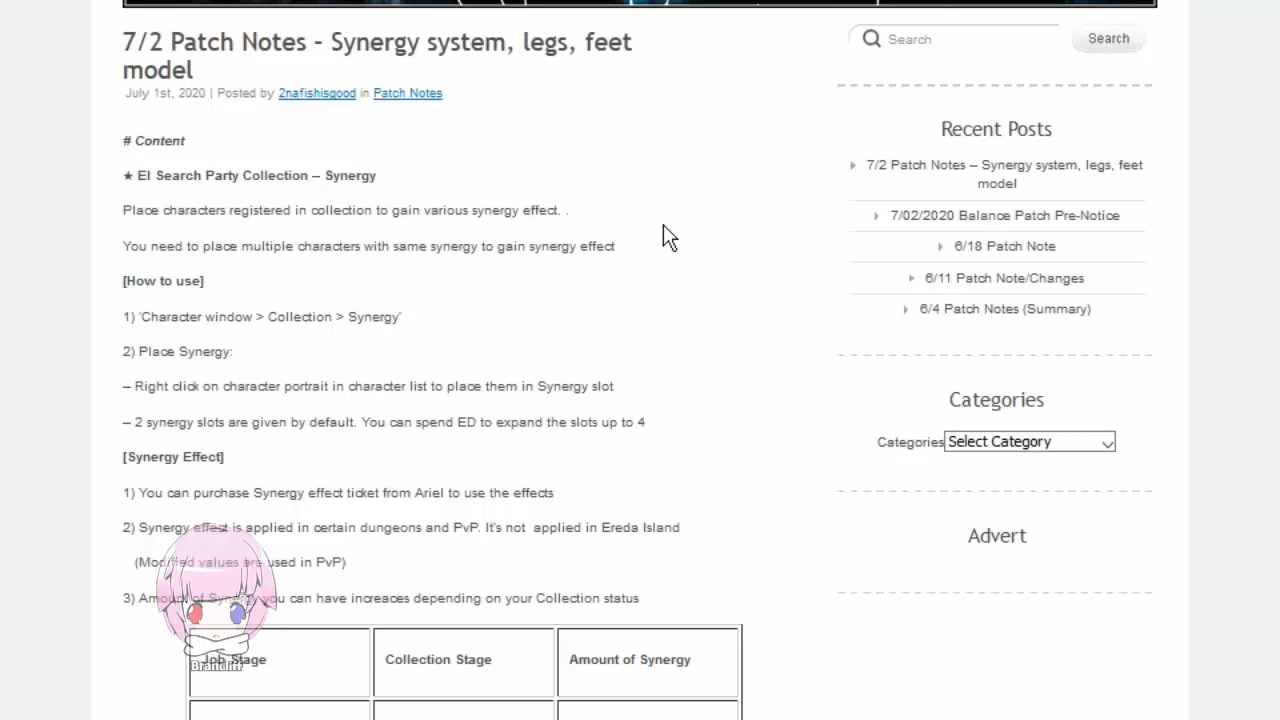 7/2 Patch Notes – Synergy system, legs, feet
model
July 1st, 2020 | Posted by 2nafishisgood in Patch Notes
# Content
★ El Search Party Collection – Synergy
Place characters registered in collection to gain various synergy effect. .
You need to place multiple characters with same synergy to gain synergy effect
[How to use]
1) 'Character window > Collection > Synergy'
2) Place Synergy:
– Right click on character portrait in character list to place them in Synergy slot
– 2 synergy slots are given by default. You can spend ED to expand the slots up to 4
[Synergy Effect]
1) You can purchase Synergy effect ticket from Ariel to use the effects
2) Synergy effect is applied in certain dungeons and PvP. It's not applied in Ereda Island
(Modified values are used in PvP)
3) Amount of Synergy you can have increaces depending on your Collection status
Job Stage
Collection Stage
Amount of Synergy
Search
Search
Recent Posts
7/2 Patch Notes – Synergy system, legs, feet
model
7/02/2020 Balance Patch Pre-Notice
6/18 Patch Note
6/11 Patch Note/Changes
6/4 Patch Notes (Summary)
Categories
Categories
Select Category
Advert